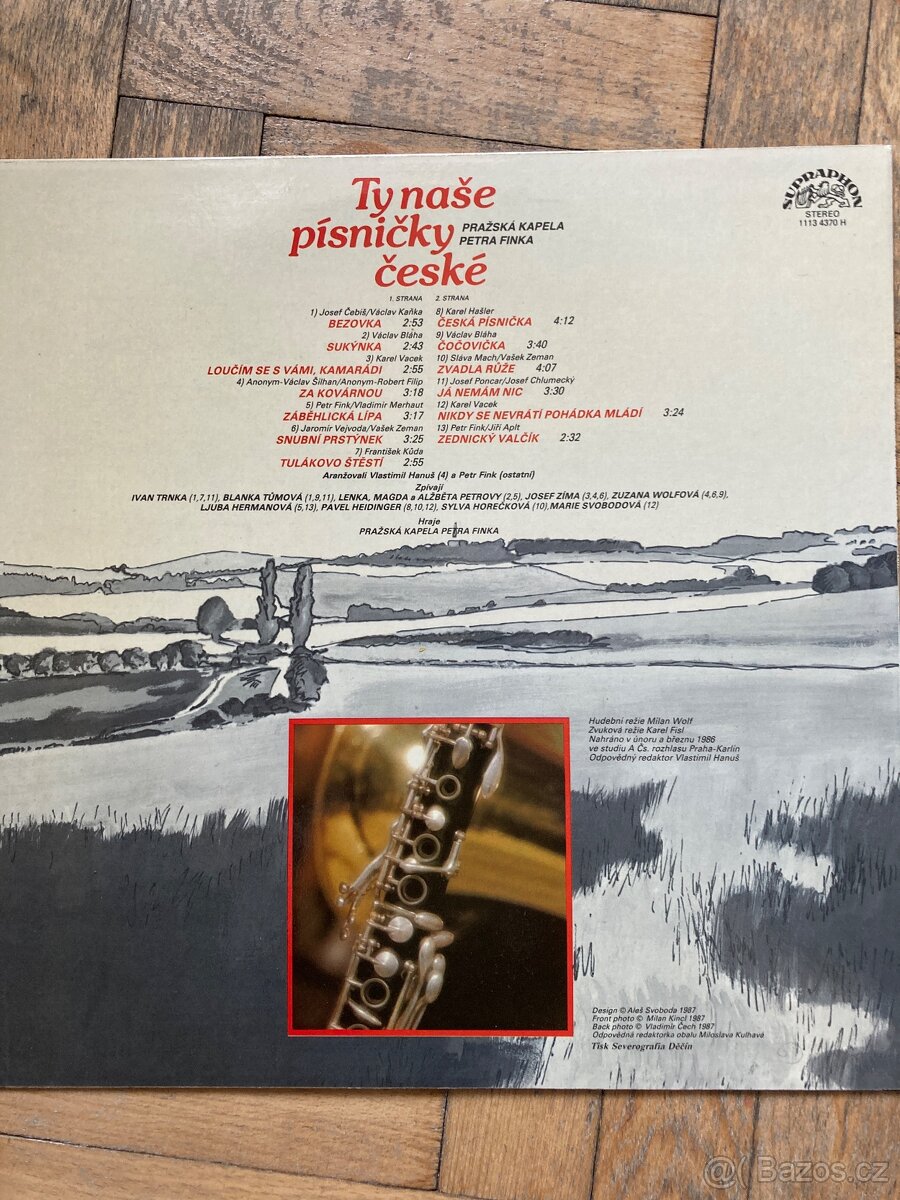 Ty naše
písničky
české
PRAŽSKÁ KAPELA
PETRA FINKA
SUPRAPHON
STEREO
1113 4370 H
1. STRANA
1) Josef Čebiš/Václav Kaňka
BEZOVKA 2:53
2) Václav Bláha
SUKÝNKA 2:43
3) Karel Vacek
LOUČÍM SE S VÁMI, KAMARÁDI 2:55
4) Anonym-Václav Šilhan/Anonym-Robert Filip
ZA KOVÁRNOU 3:18
5) Petr Fink/Vladimír Merhaut
ZÁBĚHLICKÁ LÍPA 3:17
6) Jaromír Vejvoda/Vašek Zeman
SNUBNÍ PRSTÝNEK 3:25
7) František Kůda
TULÁKOVO ŠTĚSTÍ 2:55
2. STRANA
8) Karel Hašler
ČESKÁ PÍSNIČKA 4:12
9) Václav Bláha
ČOČOVIČKA 3:40
10) Sláva Mach/Vašek Zeman
ZVADLA RŮŽE 4:07
11) Josef Poncar/Josef Chlumecký
JÁ NEMÁM NIC 3:30
12) Karel Vacek
NIKDY SE NEVRÁTÍ POHÁDKA MLÁDÍ 3:24
13) Petr Fink/Jiří Aplt
ZEDNICKÝ VALČÍK 2:32
Aranžovali Vlastimil Hanuš (4) a Petr Fink (ostatní)
Zpívají
IVAN TRNKA (1,7,11), BLANKA TŮMOVÁ (1,9,11), LENKA, MAGDA a ALŽBĚTA PETROVY (2,5), JOSEF ZÍMA (3,4,6), ZUZANA WOLFOVÁ (4,6,9),
LJUBA HERMANOVÁ (5,13), PAVEL HEIDINGER (8,10,12), SYLVA HOREČKOVÁ (10),MARIE SVOBODOVÁ (12)
Hraje
PRAŽSKÁ KAPELA PETRA FINKA
Hudební režie Milan Wolf
Zvuková režie Karel Fisl
Nahráno v únoru a březnu 1986
ve studiu A Čs. rozhlasu Praha-Karlín
Odpovědný redaktor Vlastimil Hanuš
Design © Aleš Svoboda 1987
Front photo © Milan Kincl 1987
Back photo © Vladimír Čech 1987
Odpovědná redaktorka obalu Miloslava Kulhavá
Tisk Severografia Děčín
@ Bazos.cz